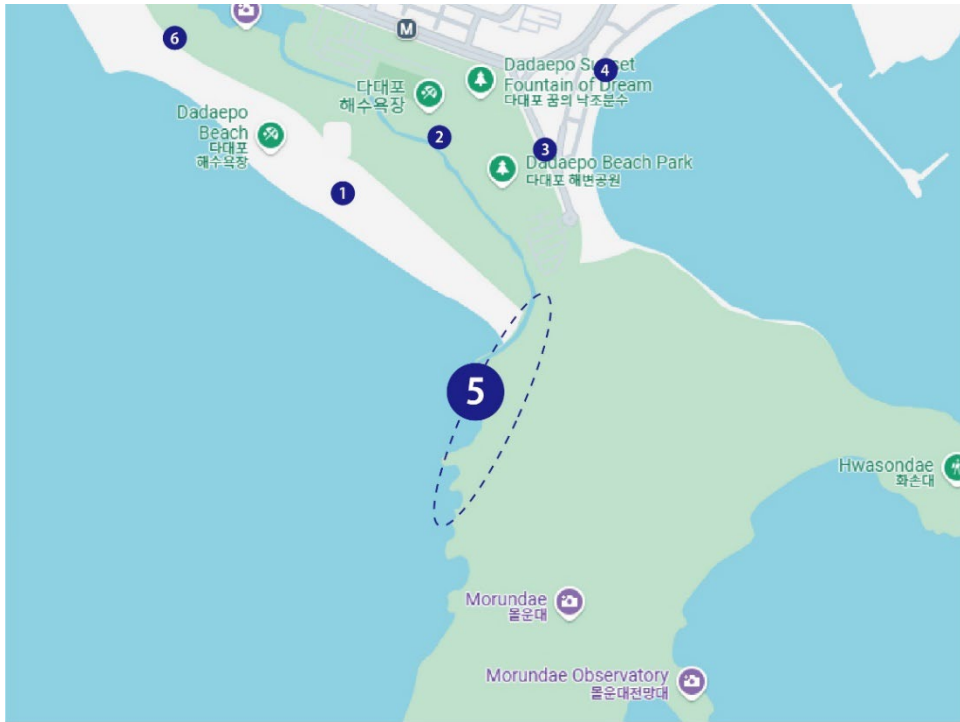 6
M
Dadaepo Sunset
Fountain of Dream
다대포 꿈의 낙조분수
4
다대포
해수욕장
Dadaepo
Beach
다대포
해수욕장
2
3
Dadaepo Beach Park
다대포 해변공원
1
5
Hwasondae
화손대
Morundae
몰운대
Morundae Observatory
몰운대전망대